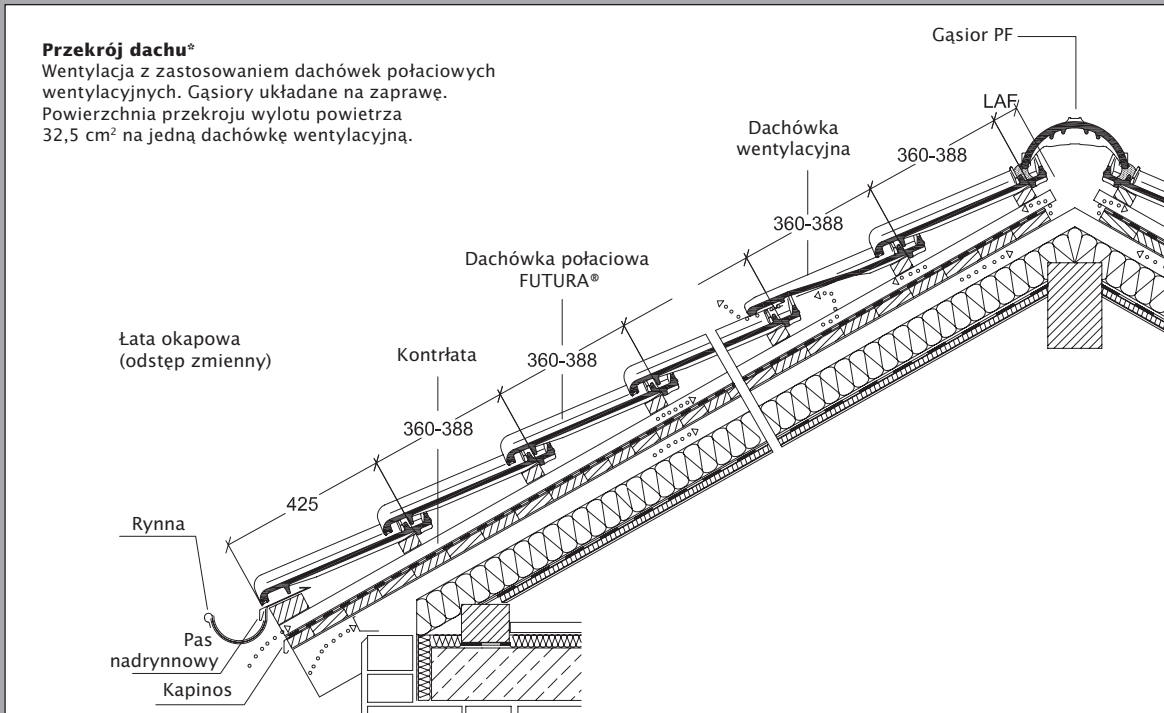 Przekrój dachu*
Wentylacja z zastosowaniem dachówek połaciowych
wentylacyjnych. Gąsiory układane na zaprawę.
Powierzchnia przekroju wylotu powietrza
32,5 cm² na jedną dachówkę wentylacyjną.
Gąsior PF
LAF
Dachówka
wentylacyjna
360-388
360-388
Dachówka połaciowa
FUTURA®
Łata okapowa
(odstęp zmienny)
Kontrłata
360-388
360-388
425
Rynna
Pas
nadrynnowy
Kapinos